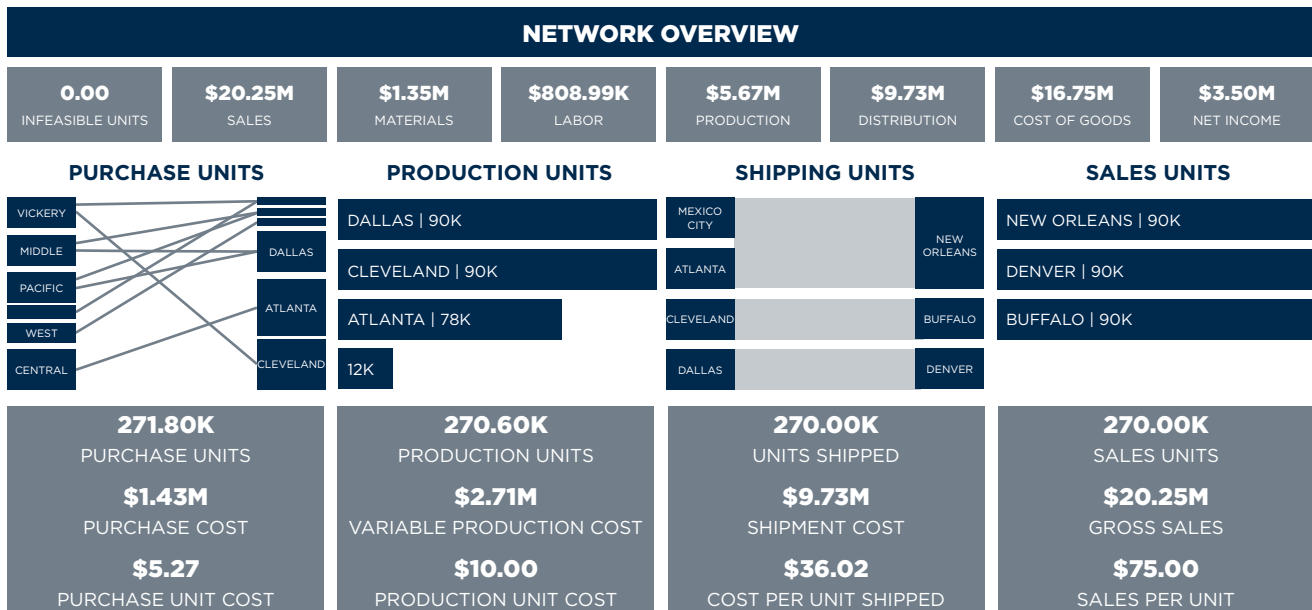 NETWORK OVERVIEW
0.00
INFEASIBLE UNITS
$20.25M
SALES
$1.35M
MATERIALS
$808.99K
LABOR
$5.67M
PRODUCTION
$9.73M
DISTRIBUTION
$16.75M
COST OF GOODS
$3.50M
NET INCOME
PURCHASE UNITS
VICKERY
MIDDLE
PACIFIC
WEST
CENTRAL
DALLAS
ATLANTA
CLEVELAND
PRODUCTION UNITS
DALLAS | 90K
CLEVELAND | 90K
ATLANTA | 78K
12K
SHIPPING UNITS
MEXICO
CITY
ATLANTA
CLEVELAND
DALLAS
NEW
ORLEANS
BUFFALO
DENVER
SALES UNITS
NEW ORLEANS | 90K
DENVER | 90K
BUFFALO | 90K
271.80K
PURCHASE UNITS
$1.43M
PURCHASE COST
$5.27
PURCHASE UNIT COST
270.60K
PRODUCTION UNITS
$2.71M
VARIABLE PRODUCTION COST
$10.00
PRODUCTION UNIT COST
270.00K
UNITS SHIPPED
$9.73M
SHIPMENT COST
$36.02
COST PER UNIT SHIPPED
270.00K
SALES UNITS
$20.25M
GROSS SALES
$75.00
SALES PER UNIT